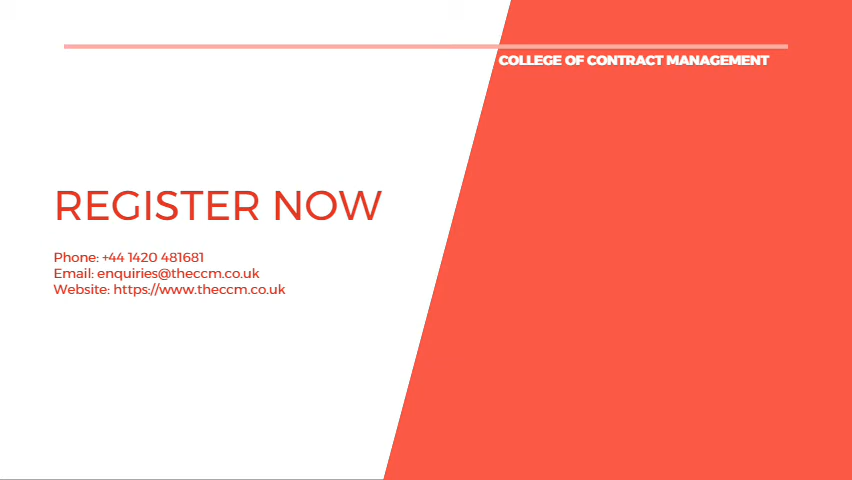 COLLEGE OF CONTRACT MANAGEMENT
REGISTER NOW
Phone: +44 1420 481681
Email: enquiries@theccm.co.uk
Website: https://www.theccm.co.uk